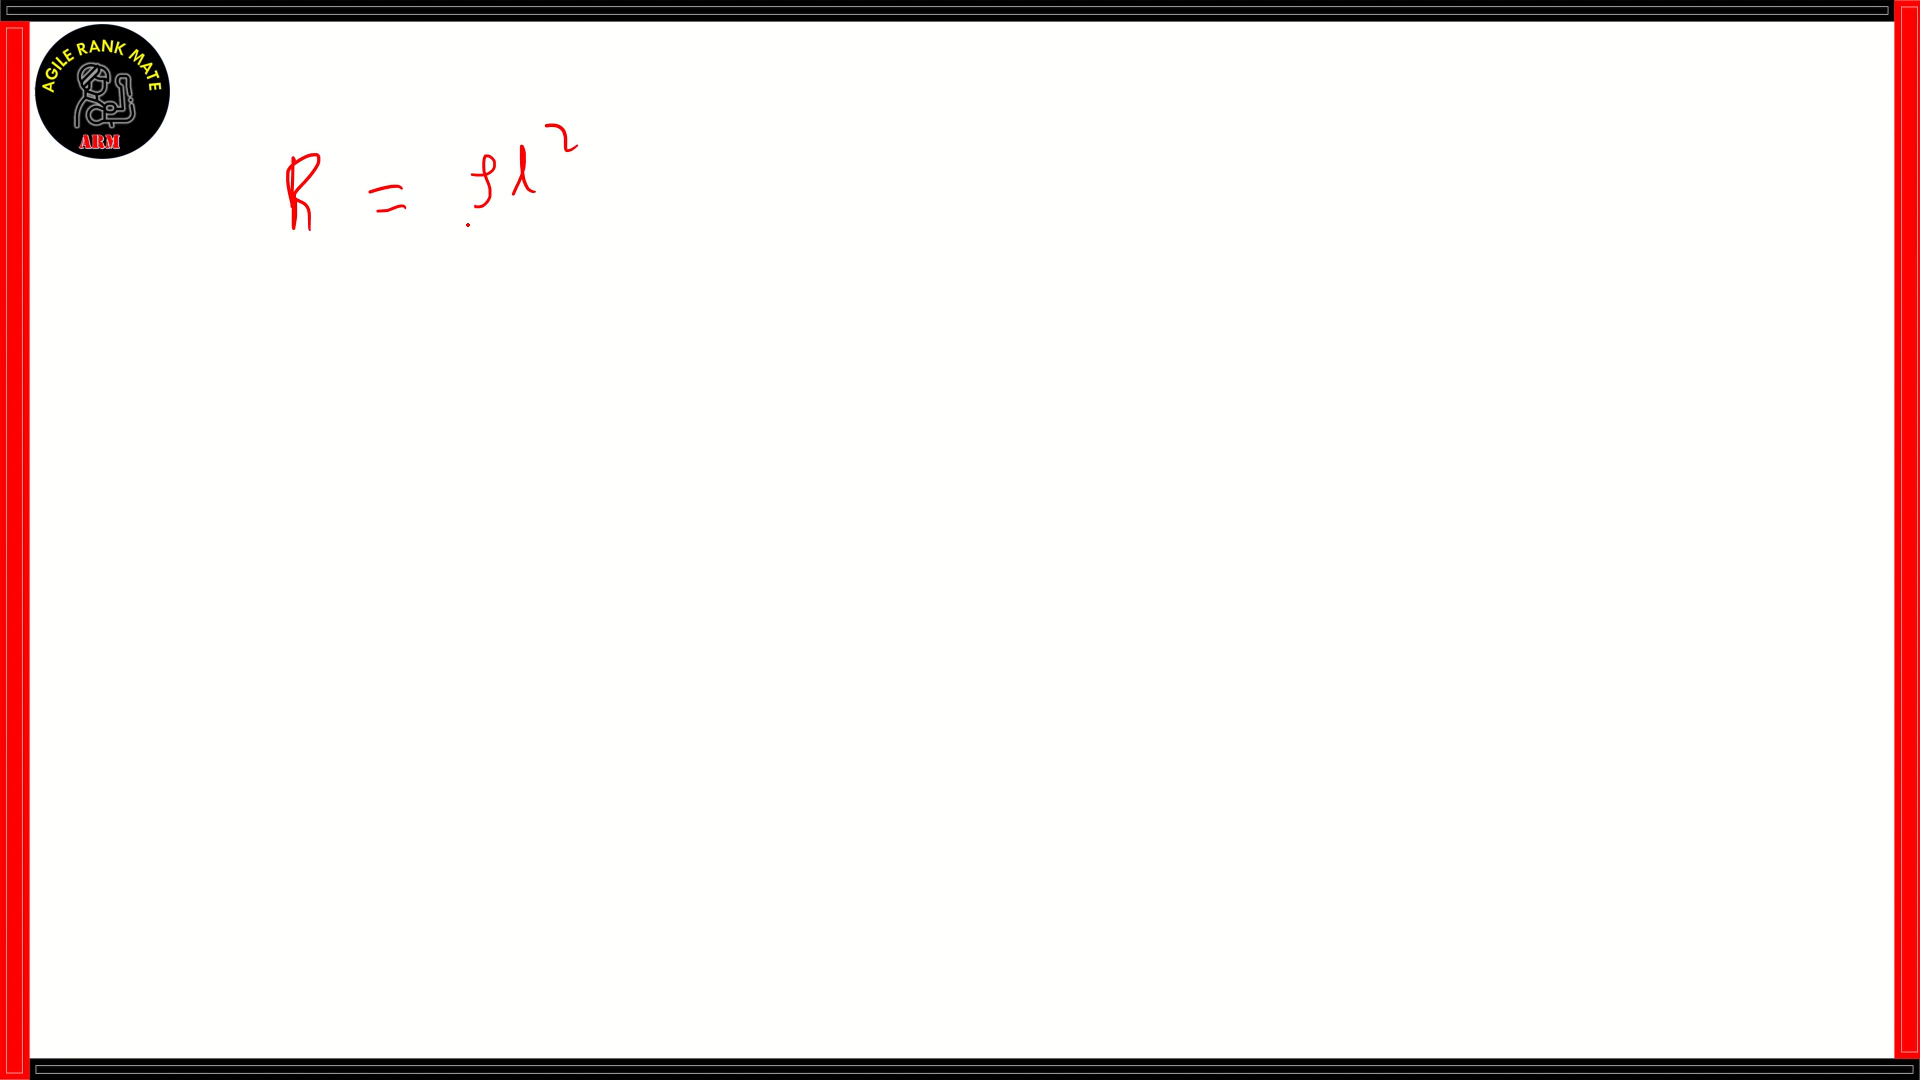 AGILE RANK MATE
ARM
R = ρl²